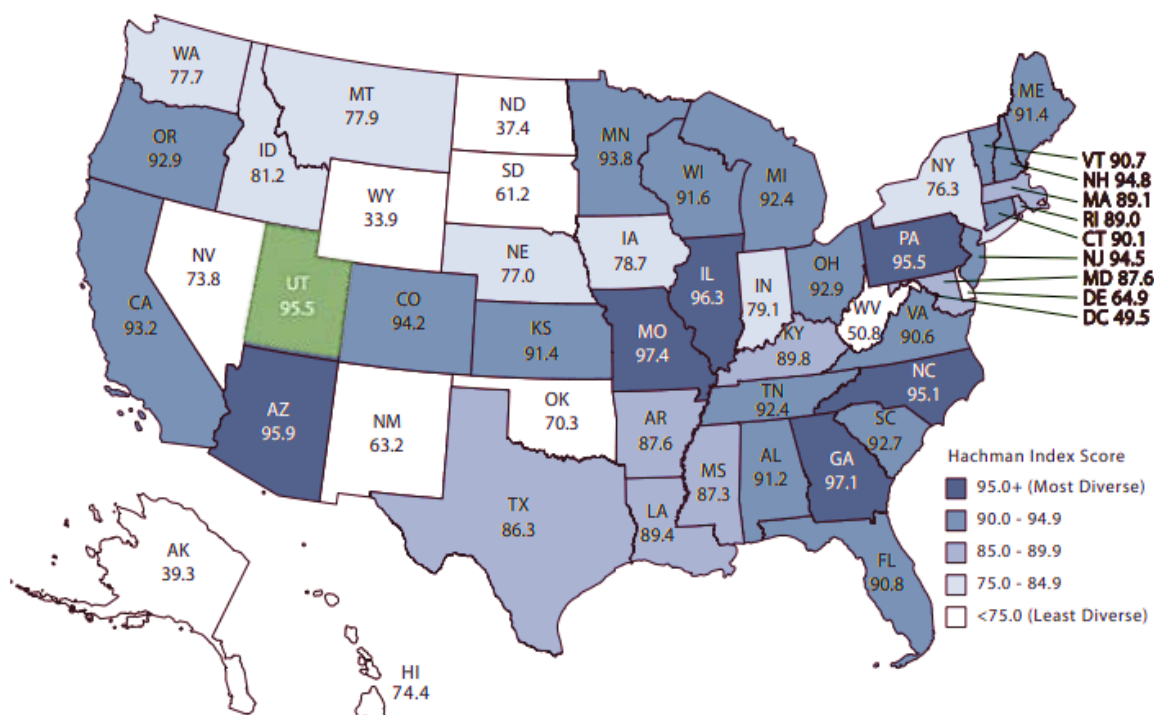 WA
77.7
MT
77.9
ND
37.4
ME
91.4
OR
92.9
ID
81.2
MN
93.8
SD
61.2
WI
91.6
MI
92.4
NY
76.3
VT 90.7
NH 94.8
MA 89.1
RI 89.0
CT 90.1
NJ 94.5
MD 87.6
DE 64.9
DC 49.5
WY
33.9
NV
73.8
UT
95.5
CA
93.2
CO
94.2
NE
77.0
IA
78.7
KS
91.4
MO
97.4
IL
96.3
IN
79.1
OH
92.9
PA
95.5
WV
50.8
VA
90.6
KY
89.8
NC
95.1
TN
92.4
SC
92.7
AZ
95.9
NM
63.2
OK
70.3
AR
87.6
TX
86.3
LA
89.4
MS
87.3
AL
91.2
GA
97.1
FL
90.8
AK
39.3
HI
74.4
Hachman Index Score
95.0+ (Most Diverse)
90.0 - 94.9
85.0 - 89.9
75.0 - 84.9
<75.0 (Least Diverse)